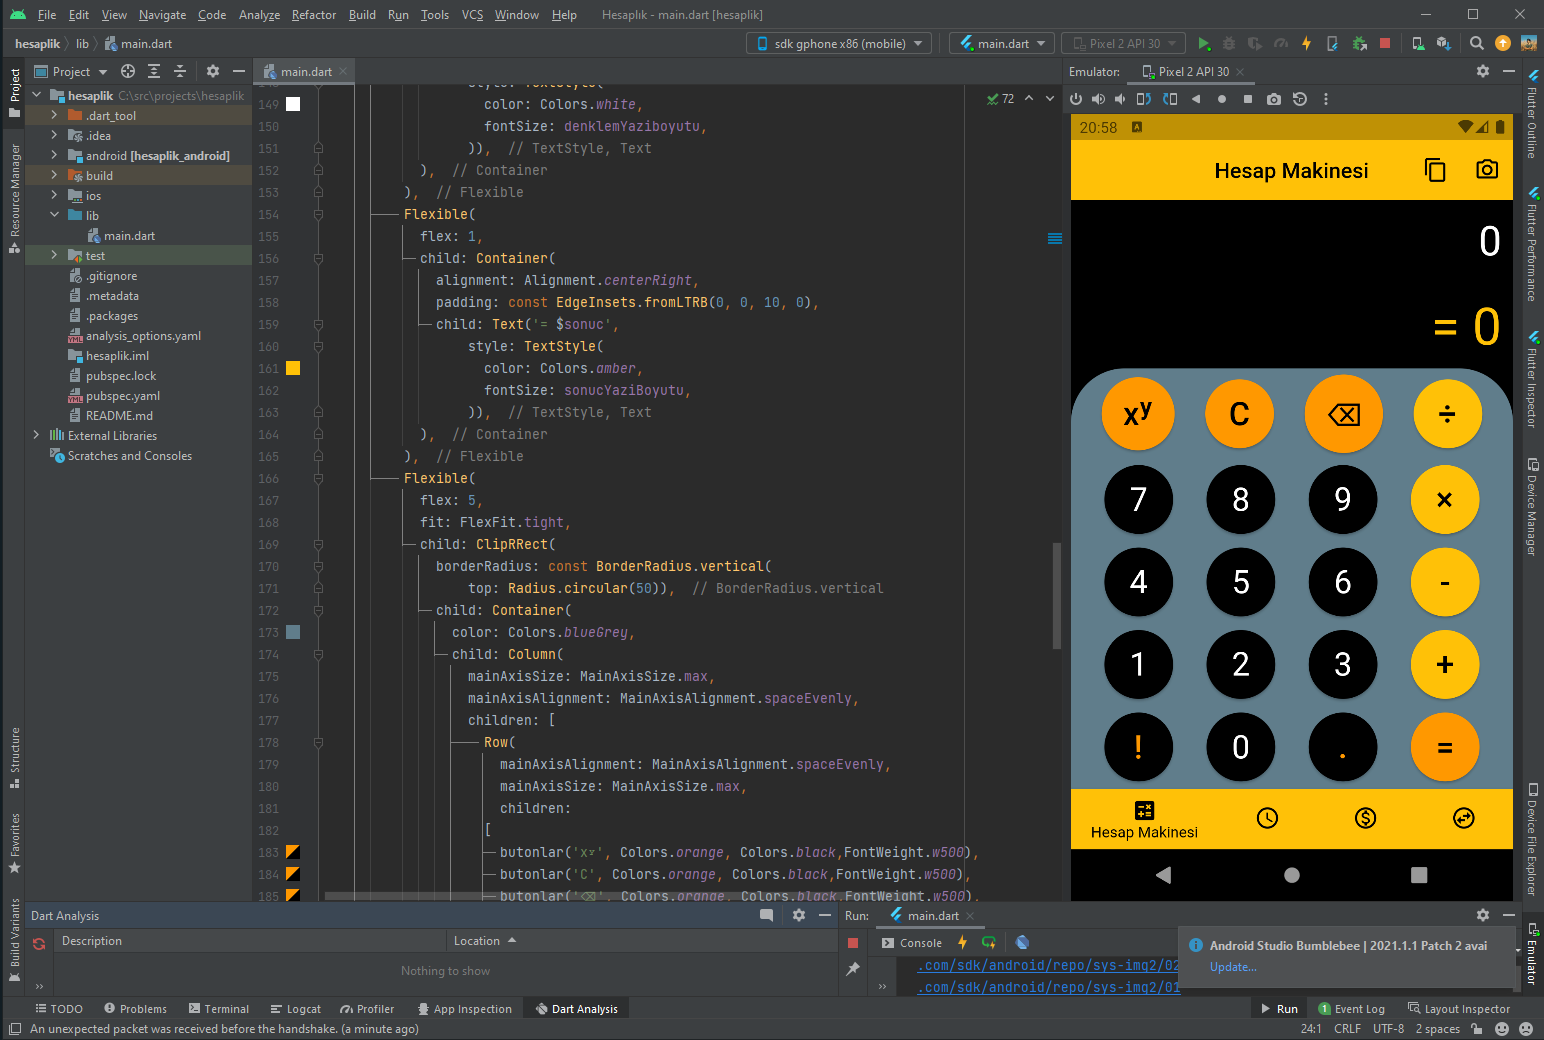 File Edit View Navigate Code Analyze Refactor Build Run Tools VCS Window Help Hesaplık - main.dart [hesaplik]
hesaplik lib main.dart
sdk gphone x86 (mobile) main.dart Pixel 2 API 30
Project
main.dart
Emulator: Pixel 2 API 30
hesaplik C:\src\projects\hesaplik
.dart_tool
.idea
android [hesaplik_android]
build
ios
lib
main.dart
test
.gitignore
.metadata
.packages
analysis_options.yaml
hesaplik.iml
pubspec.lock
pubspec.yaml
README.md
External Libraries
Scratches and Consoles
Project
Resource Manager
Structure
Favorites
Build Variants
72
149 color: Colors.white,
150 fontSize: denklemYaziboyutu,
151 )), // TextStyle, Text
152 ), // Container
153 ), // Flexible
154 Flexible(
155 flex: 1,
156 child: Container(
157 alignment: Alignment.centerRight,
158 padding: const EdgeInsets.fromLTRB(0, 0, 10, 0),
159 child: Text('= $sonuc',
160 style: TextStyle(
161 color: Colors.amber,
162 fontSize: sonucYaziBoyutu,
163 )), // TextStyle, Text
164 ), // Container
165 ), // Flexible
166 Flexible(
167 flex: 5,
168 fit: FlexFit.tight,
169 child: ClipRRect(
170 borderRadius: const BorderRadius.vertical(
171 top: Radius.circular(50)), // BorderRadius.vertical
172 child: Container(
173 color: Colors.blueGrey,
174 child: Column(
175 mainAxisSize: MainAxisSize.max,
176 mainAxisAlignment: MainAxisAlignment.spaceEvenly,
177 children: [
178 Row(
179 mainAxisAlignment: MainAxisAlignment.spaceEvenly,
180 mainAxisSize: MainAxisSize.max,
181 children:
182 [
183 butonlar('xʸ', Colors.orange, Colors.black,FontWeight.w500),
184 butonlar('C', Colors.orange, Colors.black,FontWeight.w500),
185 butonlar('⌫', Colors.orange, Colors.black,FontWeight.w500),
20:58 A
Hesap Makinesi
0
= 0
xʸ C ⌫ ÷
7 8 9 ×
4 5 6 -
1 2 3 +
! 0 . =
Hesap Makinesi
Flutter Outline
Flutter Performance
Flutter Inspector
Device Manager
Device File Explorer
Emulator
Dart Analysis
Description Location
Nothing to show
Run: main.dart
Console
.com/sdk/android/repo/sys-img2/02
.com/sdk/android/repo/sys-img2/01
Android Studio Bumblebee | 2021.1.1 Patch 2 avai
Update...
TODO Problems Terminal Logcat Profiler App Inspection Dart Analysis Run 1 Event Log Layout Inspector
An unexpected packet was received before the handshake. (a minute ago) 24:1 CRLF UTF-8 2 spaces